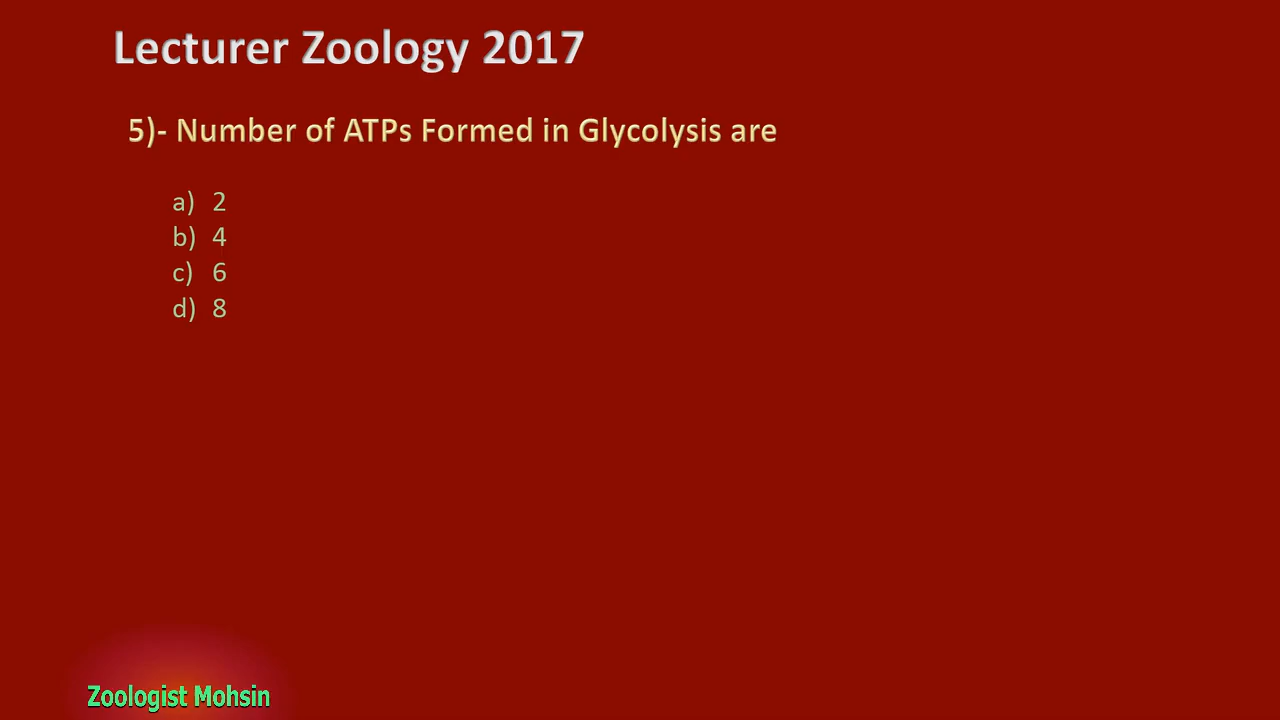 Lecturer Zoology 2017
5)- Number of ATPs Formed in Glycolysis are
a) 2
b) 4
c) 6
d) 8
Zoologist Mohsin